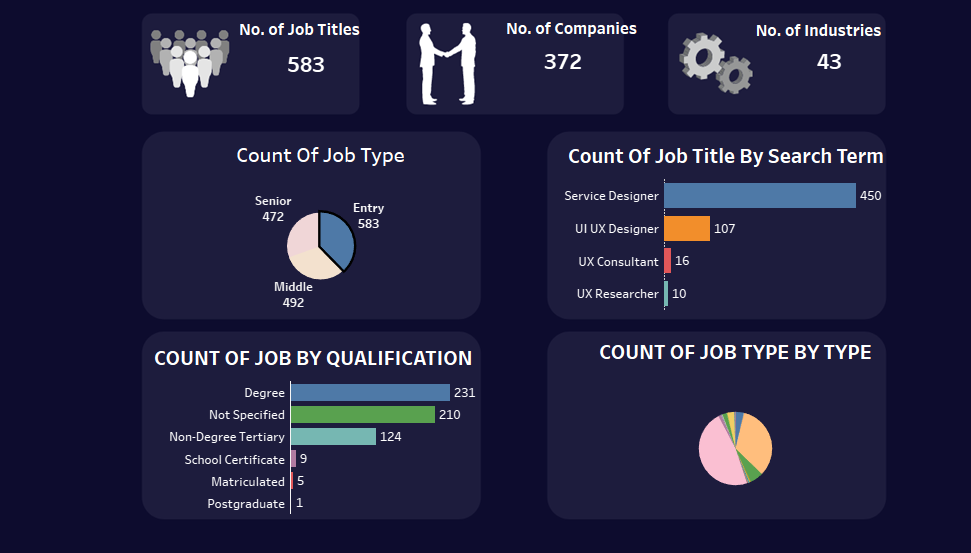 No. of Job Titles
583
No. of Companies
372
No. of Industries
43
Count Of Job Type
Senior
472
Entry
583
Middle
492
Count Of Job Title By Search Term
Service Designer 450
UI UX Designer 107
UX Consultant 16
UX Researcher 10
COUNT OF JOB BY QUALIFICATION
Degree 231
Not Specified 210
Non-Degree Tertiary 124
School Certificate 9
Matriculated 5
Postgraduate 1
COUNT OF JOB TYPE BY TYPE